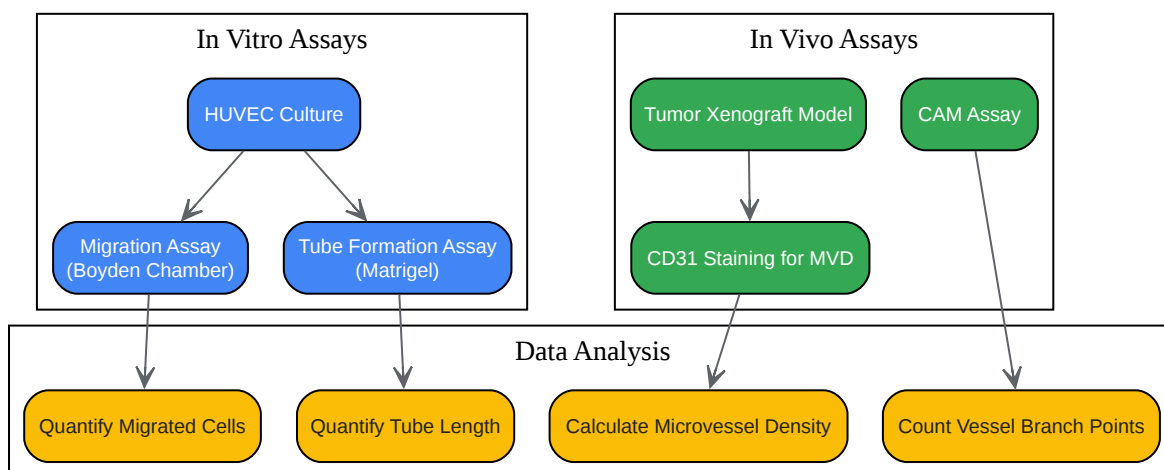 In Vitro Assays
HUVEC Culture
Migration Assay
(Boyden Chamber)
Tube Formation Assay
(Matrigel)
In Vivo Assays
Tumor Xenograft Model
CAM Assay
CD31 Staining for MVD
Data Analysis
Quantify Migrated Cells
Quantify Tube Length
Calculate Microvessel Density
Count Vessel Branch Points